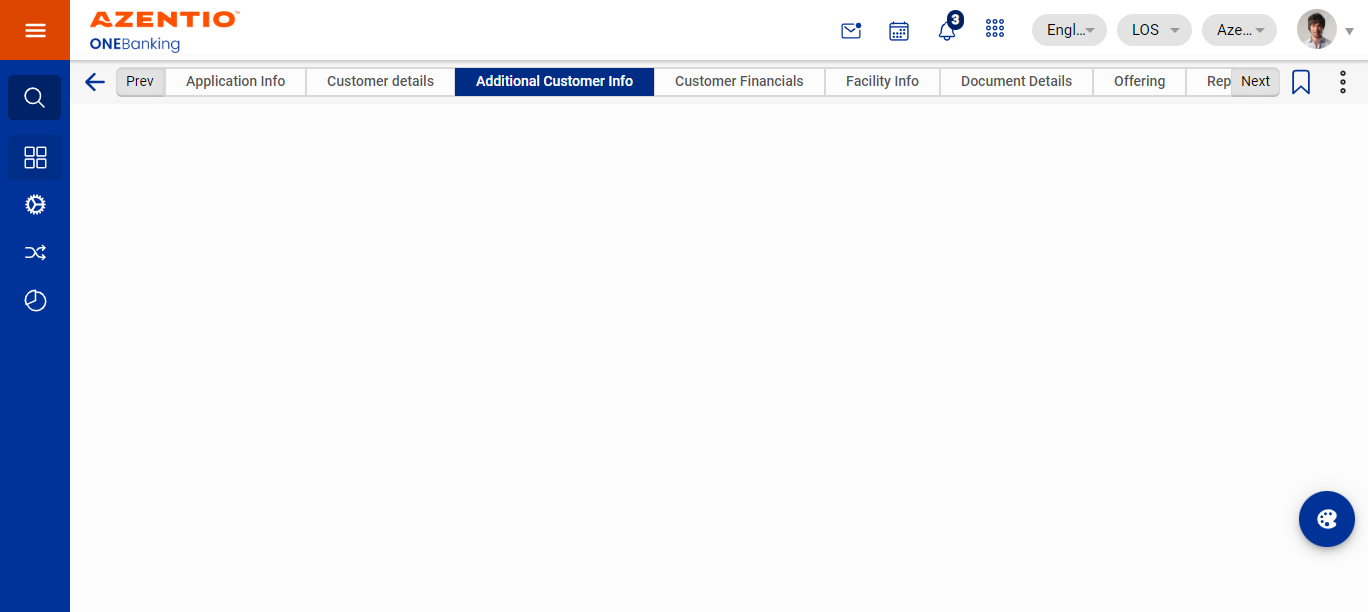 AZENTIO™
ONEBanking
3
Engl...
LOS
Aze...
Prev
Application Info
Customer details
Additional Customer Info
Customer Financials
Facility Info
Document Details
Offering
Rep
Next